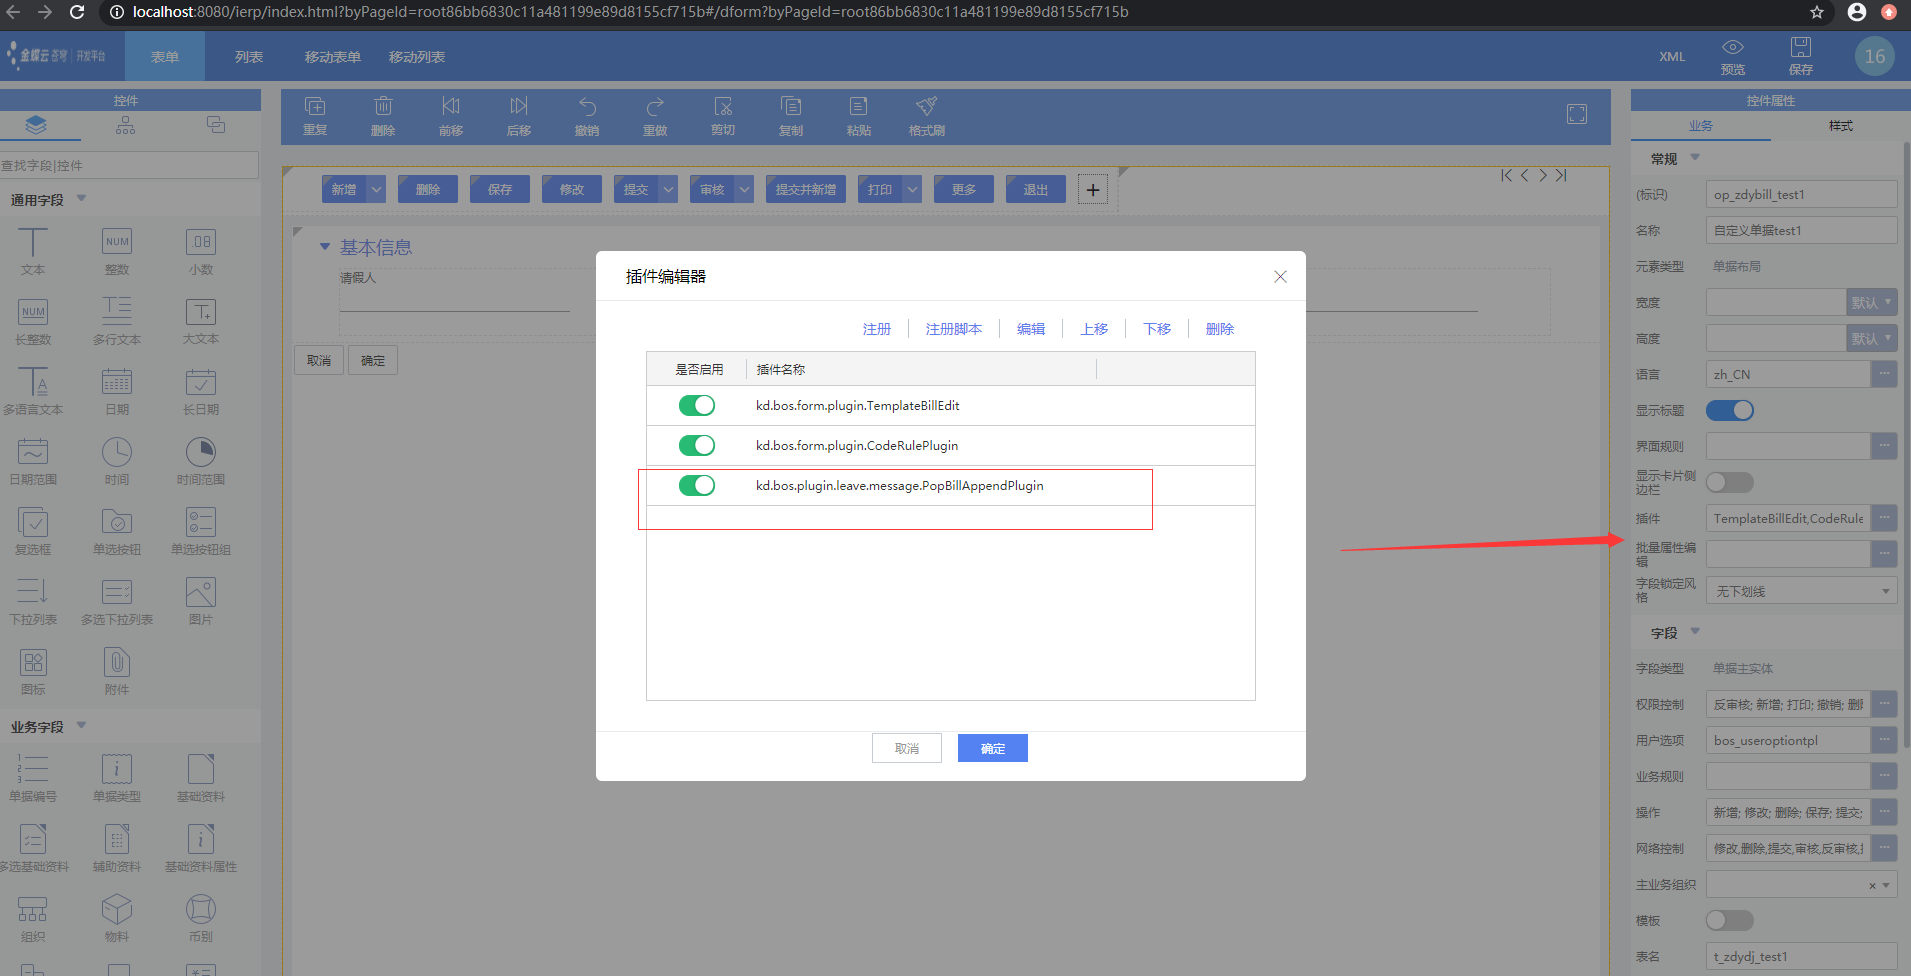 localhost:8080/ierp/index.html?byPageId=root86bb6830c11a481199e89d8155cf715b#/dform?byPageId=root86bb6830c11a481199e89d8155cf715b
金蝶云 苍穹 | 开发平台
表单 列表 移动表单 移动列表
XML 预览 保存 16
控件
查找字段|控件
通用字段
文本 整数 小数
长整数 多行文本 大文本
多语言文本 日期 长日期
日期范围 时间 时间范围
复选框 单选按钮 单选按钮组
下拉列表 多选下拉列表 图片
图标 附件
业务字段
单据编号 单据类型 基础资料
多选基础资料 辅助资料 基础资料属性
组织 物料 币别
重复 删除 前移 后移 撤销 重做 剪切 复制 粘贴 格式刷
新增 删除 保存 修改 提交 审核 提交并新增 打印 更多 退出 +
基本信息
请假人
取消 确定
插件编辑器
注册 注册脚本 编辑 上移 下移 删除
是否启用 插件名称
kd.bos.form.plugin.TemplateBillEdit
kd.bos.form.plugin.CodeRulePlugin
kd.bos.plugin.leave.message.PopBillAppendPlugin
取消 确定
控件属性
业务 样式
常规
(标识) op_zdybill_test1
名称 自定义单据test1
元素类型 单据布局
宽度 默认
高度 默认
语言 zh_CN ...
显示标题
界面规则 ...
显示卡片侧边栏
插件 TemplateBillEdit,CodeRule ...
批量属性编辑 ...
字段锁定风格 无下划线
字段
字段类型 单据主实体
权限控制 反审核; 新增; 打印; 撤销; 删 ...
用户选项 bos_useroptiontpl ...
业务规则 ...
操作 新增; 修改; 删除; 保存; 提交; ...
网络控制 修改,删除,提交,审核,反审核, ...
主业务组织 ×
模板
表名 t_zdydj_test1